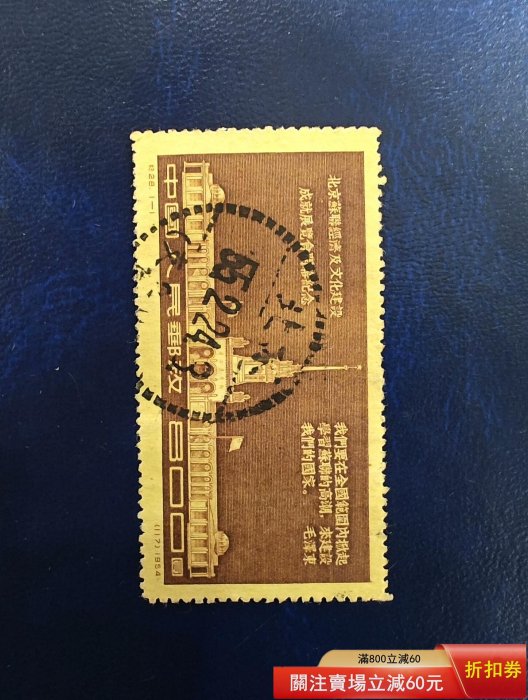 北京蘇聯經濟及文化建設
成就展覽會開幕紀念
我們要在全國範圍內掀起
學習蘇聯的高潮，來建設
我們的國家。 毛澤東
中國人民郵政 800圓
紀28. 1—1
(117) 1954
滿800立減60
關注賣場立減60元
折扣券